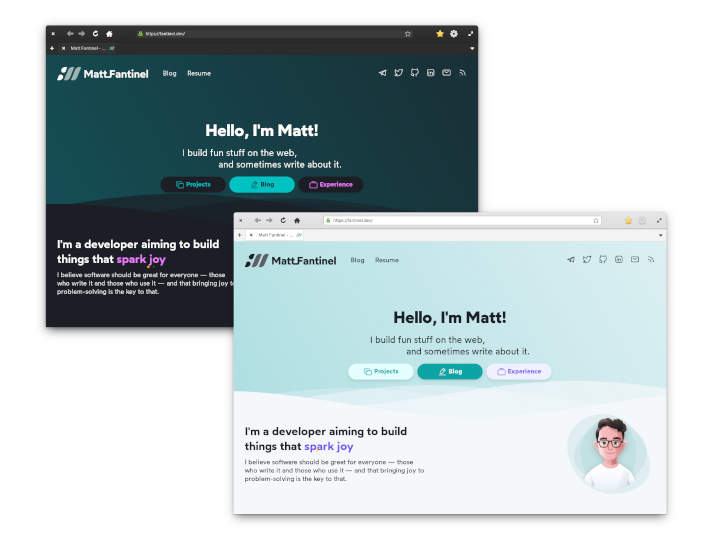 https://fantinel.dev/
Matt Fantinel - ...
Matt_Fantinel
Blog
Resume
Hello, I'm Matt!
I build fun stuff on the web,
and sometimes write about it.
Projects
Blog
Experience
I'm a developer aiming to build
things that spark joy
I believe software should be great for everyone — those
who write it and those who use it — and that bringing joy to
problem-solving is the key to that.
https://fantinel.dev/
Matt Fantinel - ...
Matt_Fantinel
Blog
Resume
Hello, I'm Matt!
I build fun stuff on the web,
and sometimes write about it.
Projects
Blog
Experience
I'm a developer aiming to build
things that spark joy
I believe software should be great for everyone — those
who write it and those who use it — and that bringing joy to
problem-solving is the key to that.